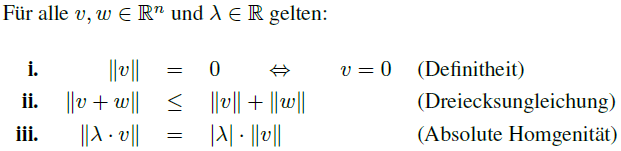 Für alle v, w ∈ ℝⁿ und λ ∈ ℝ gelten:
i. ‖v‖ = 0 ⇔ v = 0 (Definitheit)
ii. ‖v + w‖ ≤ ‖v‖ + ‖w‖ (Dreiecksungleichung)
iii. ‖λ · v‖ = |λ| · ‖v‖ (Absolute Homgenität)